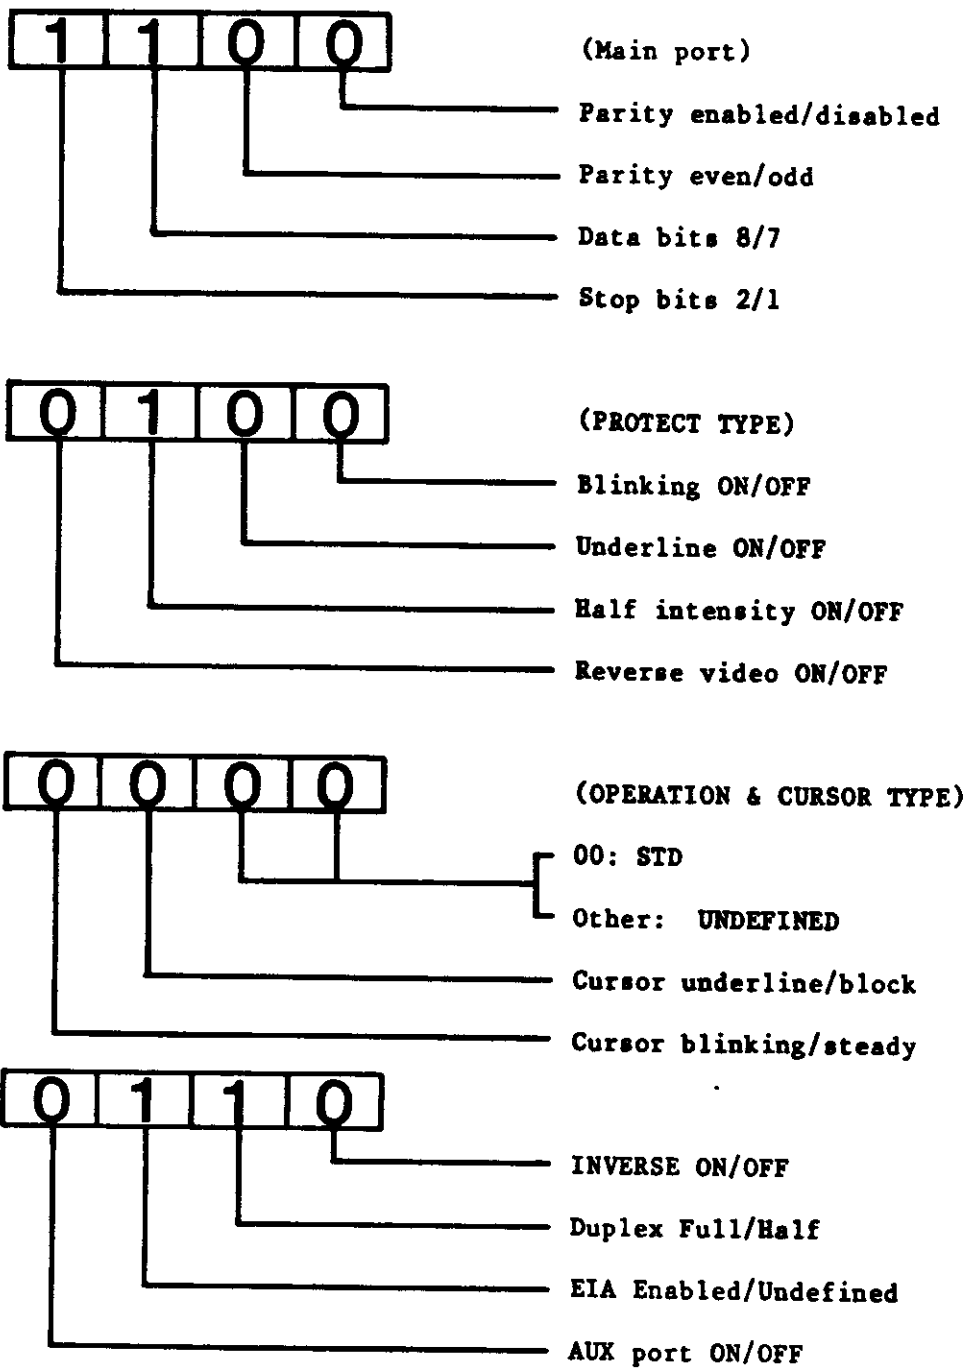 1 1 0 0
(Main port)
Parity enabled/disabled
Parity even/odd
Data bits 8/7
Stop bits 2/1
0 1 0 0
(PROTECT TYPE)
Blinking ON/OFF
Underline ON/OFF
Half intensity ON/OFF
Reverse video ON/OFF
0 0 0 0
(OPERATION & CURSOR TYPE)
00: STD
Other: UNDEFINED
Cursor underline/block
Cursor blinking/steady
0 1 1 0
INVERSE ON/OFF
Duplex Full/Half
EIA Enabled/Undefined
AUX port ON/OFF